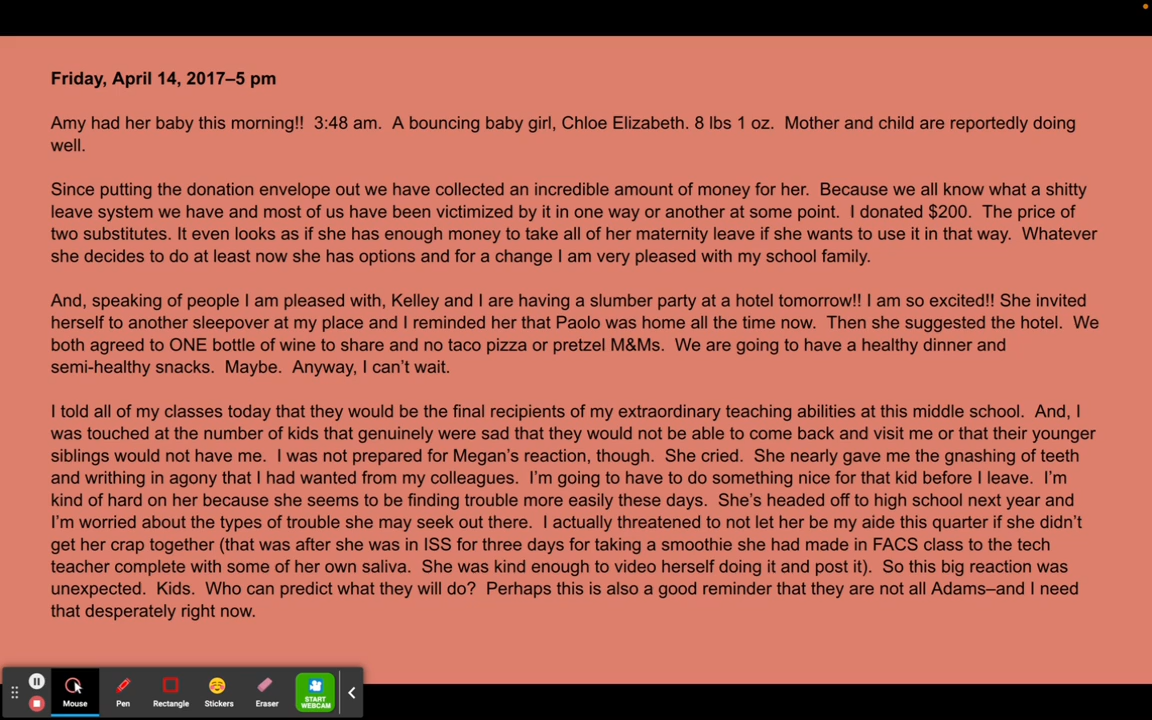 Friday, April 14, 2017–5 pm
Amy had her baby this morning!!  3:48 am.  A bouncing baby girl, Chloe Elizabeth. 8 lbs 1 oz.  Mother and child are reportedly doing
well.
Since putting the donation envelope out we have collected an incredible amount of money for her.  Because we all know what a shitty
leave system we have and most of us have been victimized by it in one way or another at some point.  I donated $200.  The price of
two substitutes. It even looks as if she has enough money to take all of her maternity leave if she wants to use it in that way.  Whatever
she decides to do at least now she has options and for a change I am very pleased with my school family.
And, speaking of people I am pleased with, Kelley and I are having a slumber party at a hotel tomorrow!! I am so excited!! She invited
herself to another sleepover at my place and I reminded her that Paolo was home all the time now.  Then she suggested the hotel.  We
both agreed to ONE bottle of wine to share and no taco pizza or pretzel M&Ms.  We are going to have a healthy dinner and
semi-healthy snacks.  Maybe.  Anyway, I can’t wait.
I told all of my classes today that they would be the final recipients of my extraordinary teaching abilities at this middle school.  And, I
was touched at the number of kids that genuinely were sad that they would not be able to come back and visit me or that their younger
siblings would not have me.  I was not prepared for Megan’s reaction, though.  She cried.  She nearly gave me the gnashing of teeth
and writhing in agony that I had wanted from my colleagues.  I’m going to have to do something nice for that kid before I leave.  I’m
kind of hard on her because she seems to be finding trouble more easily these days.  She’s headed off to high school next year and
I’m worried about the types of trouble she may seek out there.  I actually threatened to not let her be my aide this quarter if she didn’t
get her crap together (that was after she was in ISS for three days for taking a smoothie she had made in FACS class to the tech
teacher complete with some of her own saliva.  She was kind enough to video herself doing it and post it).  So this big reaction was
unexpected.  Kids.  Who can predict what they will do?  Perhaps this is also a good reminder that they are not all Adams–and I need
that desperately right now.
Mouse
Pen
Rectangle
Stickers
Eraser
START
WEBCAM